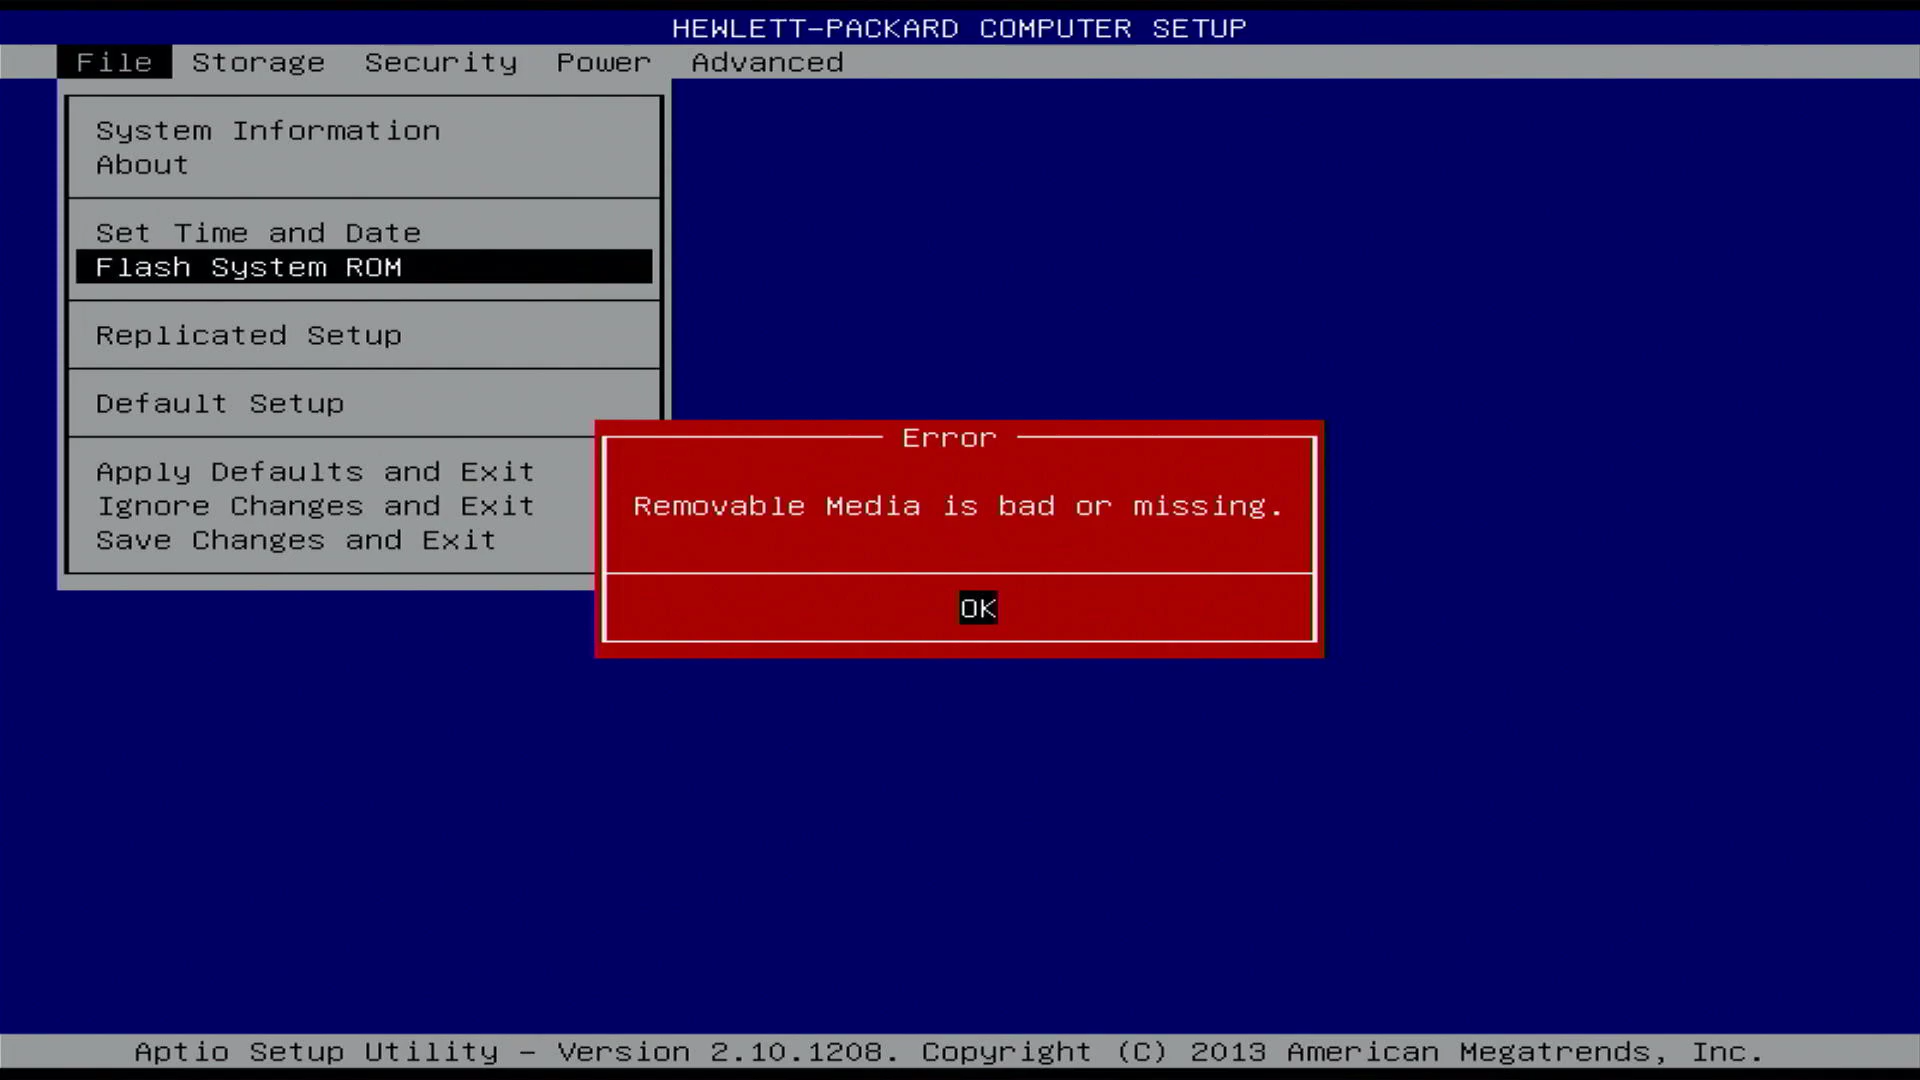 HEWLETT-PACKARD COMPUTER SETUP
File Storage Security Power Advanced
System Information
About
Set Time and Date
Flash System ROM
Replicated Setup
Default Setup
Apply Defaults and Exit
Ignore Changes and Exit
Save Changes and Exit
Error
Removable Media is bad or missing.
OK
Aptio Setup Utility - Version 2.10.1208. Copyright (C) 2013 American Megatrends, Inc.